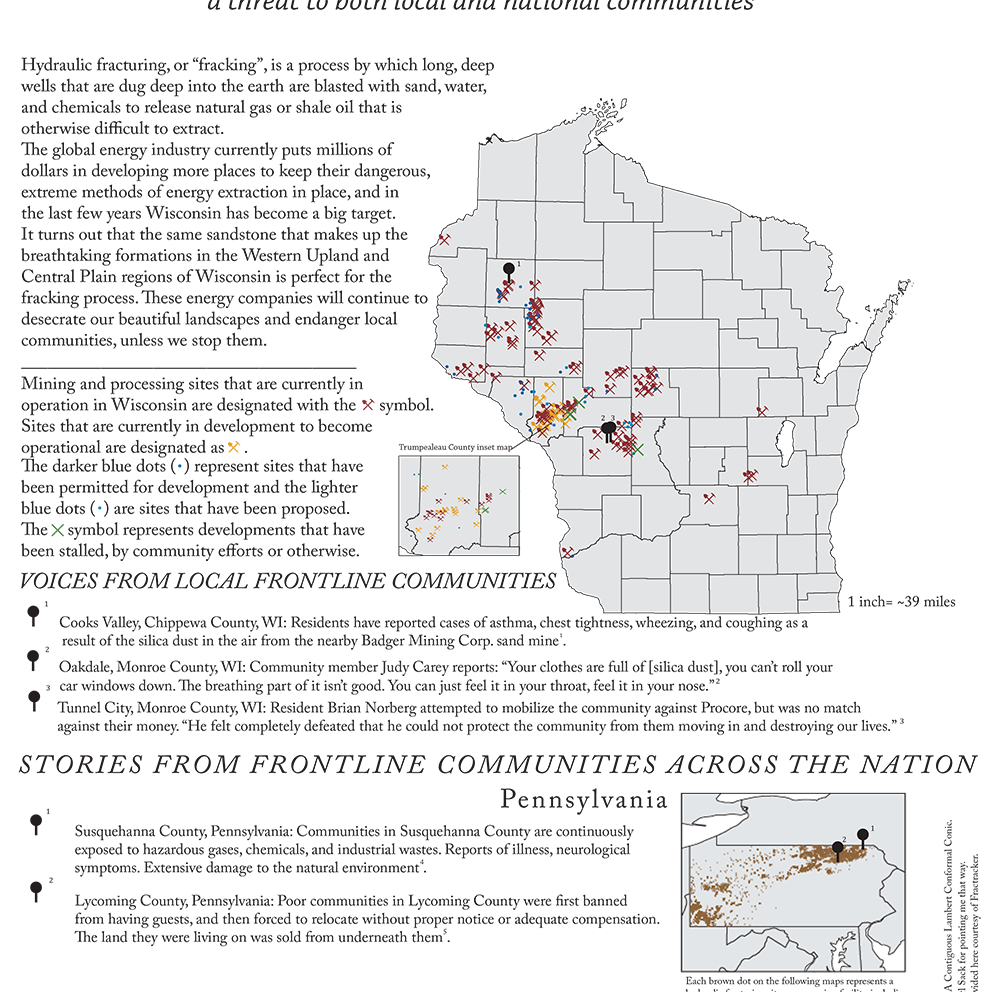 a threat to both local and national communities
Hydraulic fracturing, or “fracking”, is a process by which long, deep
wells that are dug deep into the earth are blasted with sand, water,
and chemicals to release natural gas or shale oil that is
otherwise difficult to extract.
The global energy industry currently puts millions of
dollars in developing more places to keep their dangerous,
extreme methods of energy extraction in place, and in
the last few years Wisconsin has become a big target.
It turns out that the same sandstone that makes up the
breathtaking formations in the Western Upland and
Central Plain regions of Wisconsin is perfect for the
fracking process. These energy companies will continue to
desecrate our beautiful landscapes and endanger local
communities, unless we stop them.
Mining and processing sites that are currently in
operation in Wisconsin are designated with the symbol.
Sites that are currently in development to become
operational are designated as .
The darker blue dots (·) represent sites that have
been permitted for development and the lighter
blue dots (·) are sites that have been proposed.
The symbol represents developments that have
been stalled, by community efforts or otherwise.
1
2 3
Trumpealeau County inset map
1 inch= ~39 miles
VOICES FROM LOCAL FRONTLINE COMMUNITIES
1
Cooks Valley, Chippewa County, WI: Residents have reported cases of asthma, chest tightness, wheezing, and coughing as a
result of the silica dust in the air from the nearby Badger Mining Corp. sand mine¹.
2
Oakdale, Monroe County, WI: Community member Judy Carey reports: “Your clothes are full of [silica dust], you can’t roll your
car windows down. The breathing part of it isn’t good. You can just feel it in your throat, feel it in your nose.”²
3
Tunnel City, Monroe County, WI: Resident Brian Norberg attempted to mobilize the community against Procore, but was no match
against their money. “He felt completely defeated that he could not protect the community from them moving in and destroying our lives.” ³
STORIES FROM FRONTLINE COMMUNITIES ACROSS THE NATION
Pennsylvania
1
Susquehanna County, Pennsylvania: Communities in Susquehanna County are continuously
exposed to hazardous gases, chemicals, and industrial wastes. Reports of illness, neurological
symptoms. Extensive damage to the natural environment⁴.
2
Lycoming County, Pennsylvania: Poor communities in Lycoming County were first banned
from having guests, and then forced to relocate without proper notice or adequate compensation.
The land they were living on was sold from underneath them⁵.
1
2
Each brown dot on the following maps represents a
A Contiguous Lambert Conformal Conic.
Sack for pointing me that way.
vided here courtesy of Fractracker.